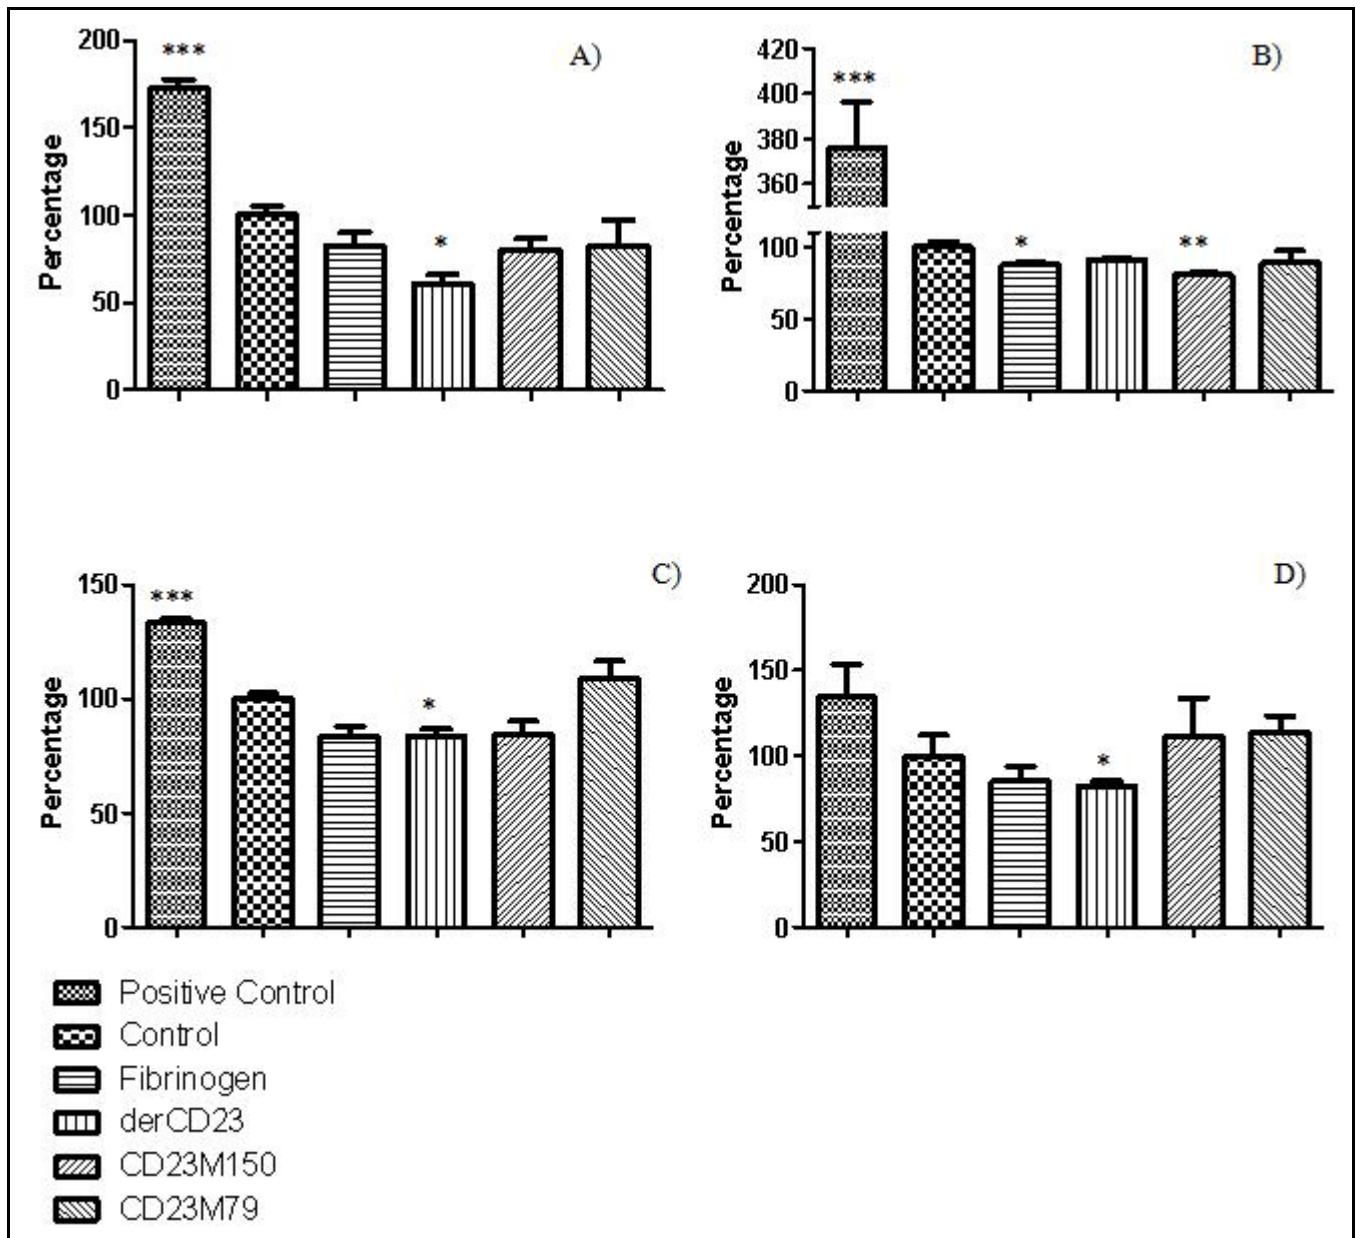 A)
Percentage
200
150
100
50
0
***
*
B)
Percentage
420
400
380
360
100
50
0
***
*
**
C)
Percentage
150
100
50
0
***
*
D)
Percentage
200
150
100
50
0
*
Positive Control
Control
Fibrinogen
derCD23
CD23M150
CD23M79